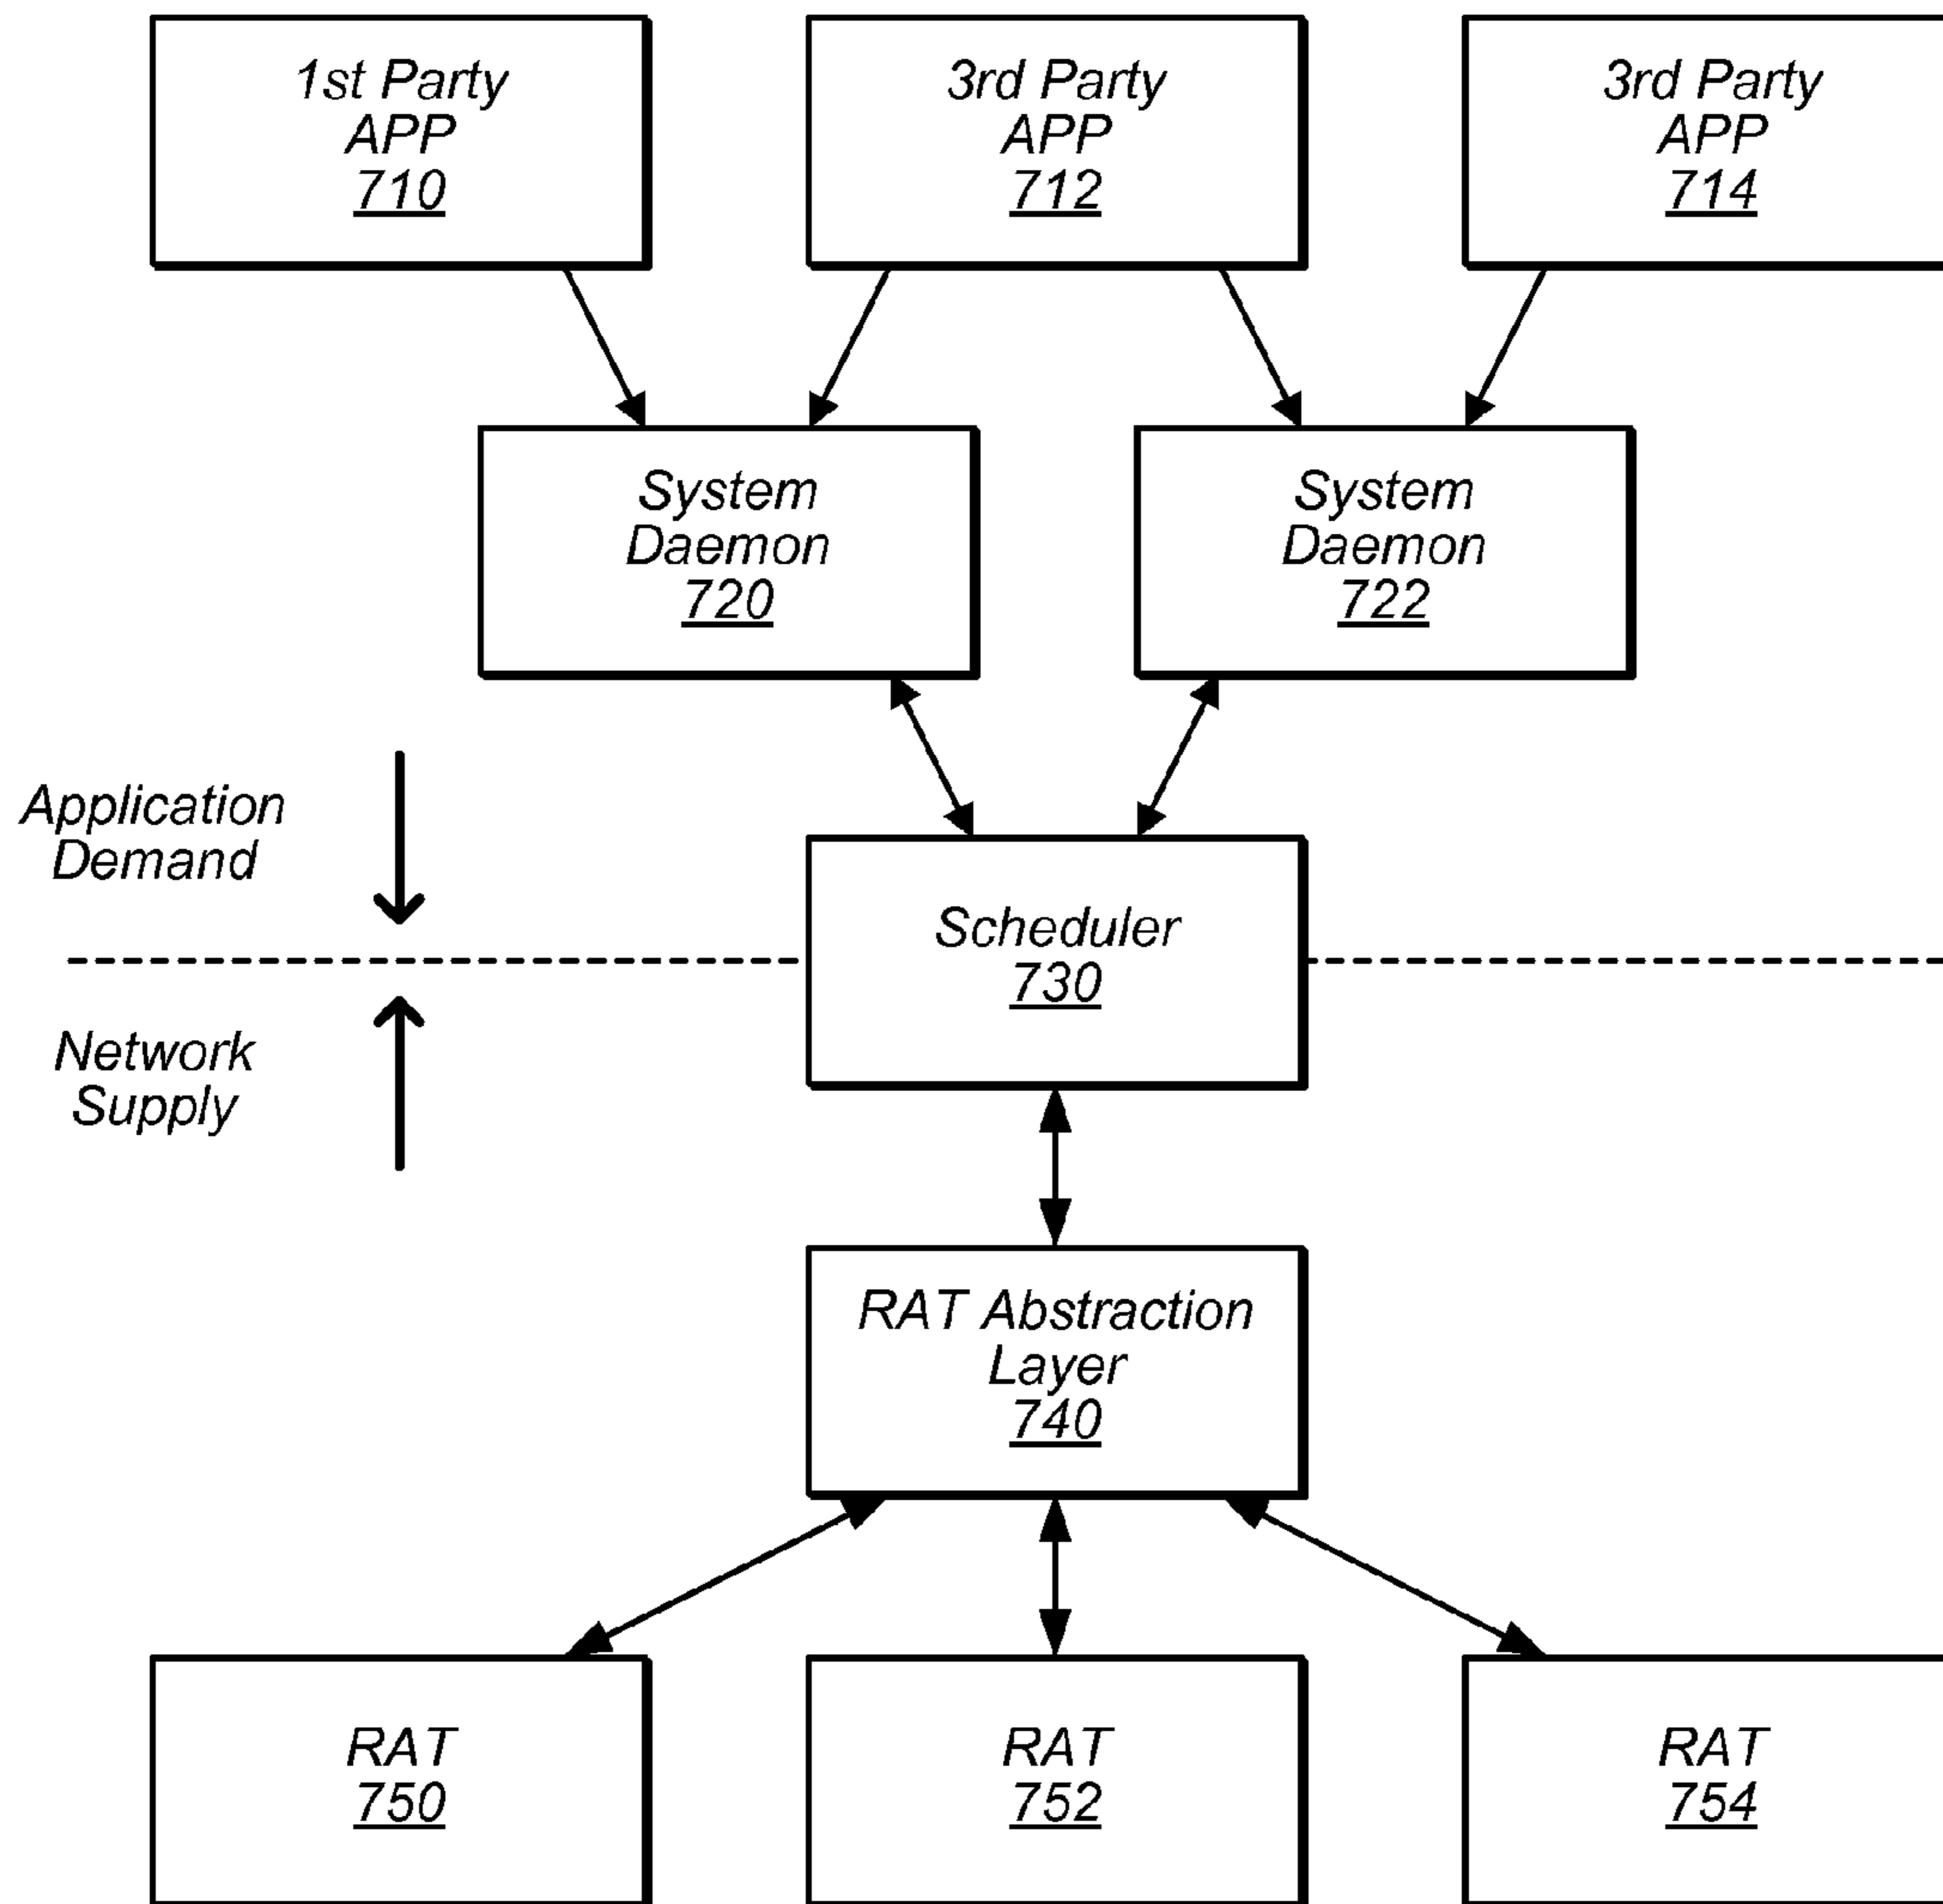 1st Party
APP
710
3rd Party
APP
712
3rd Party
APP
714
System
Daemon
720
System
Daemon
722
Application
Demand
Scheduler
730
Network
Supply
RAT Abstraction
Layer
740
RAT
750
RAT
752
RAT
754